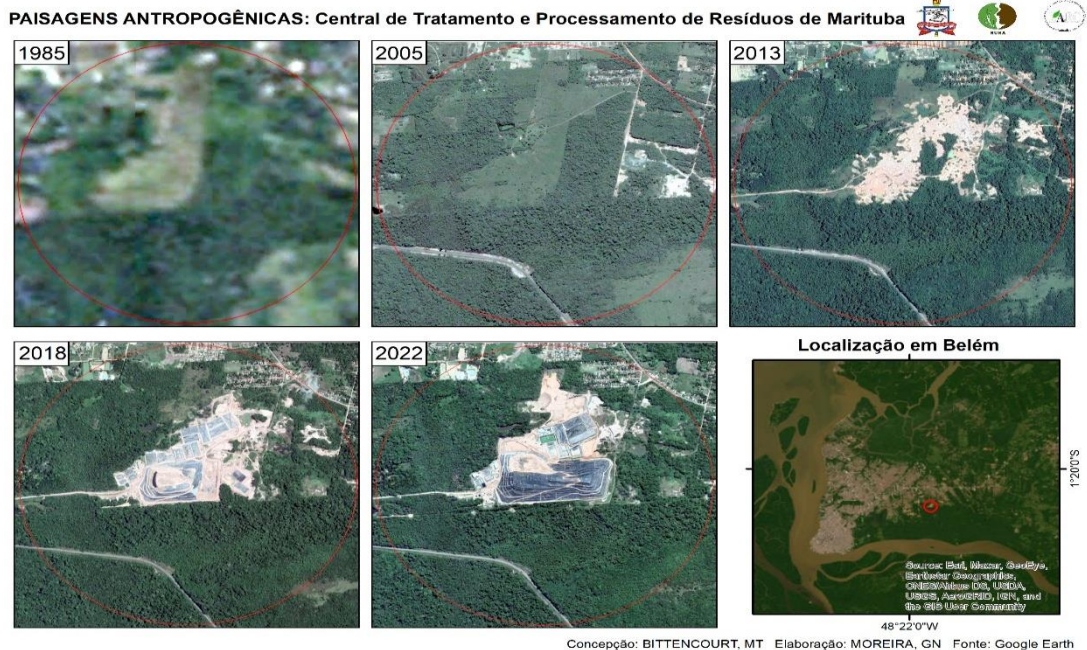 PAISAGENS ANTROPOGÊNICAS: Central de Tratamento e Processamento de Resíduos de Marituba
NUMA
1985
2005
2013
2018
2022
Localização em Belém
1°20'0"S
Source: Esri, Maxar, GeoEye,
Earthstar Geographics,
CNES/Airbus DS, USDA,
USGS, AeroGRID, IGN, and
the GIS User Community
48°22'0"W
Concepção: BITTENCOURT, MT Elaboração: MOREIRA, GN Fonte: Google Earth